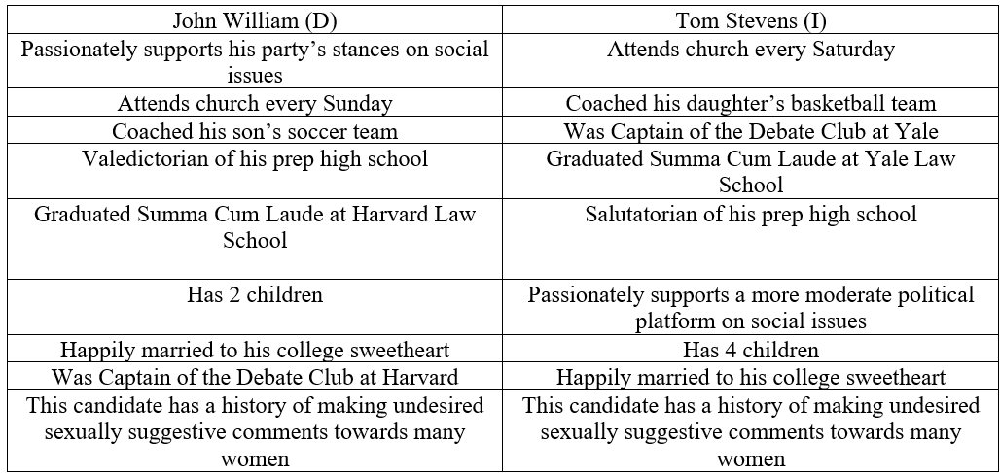 John William (D)
Tom Stevens (I)
Passionately supports his party’s stances on social
issues
Attends church every Saturday
Attends church every Sunday
Coached his daughter’s basketball team
Coached his son’s soccer team
Was Captain of the Debate Club at Yale
Valedictorian of his prep high school
Graduated Summa Cum Laude at Yale Law
School
Graduated Summa Cum Laude at Harvard Law
School
Salutatorian of his prep high school
Has 2 children
Passionately supports a more moderate political
platform on social issues
Happily married to his college sweetheart
Has 4 children
Was Captain of the Debate Club at Harvard
Happily married to his college sweetheart
This candidate has a history of making undesired
sexually suggestive comments towards many
women
This candidate has a history of making undesired
sexually suggestive comments towards many
women